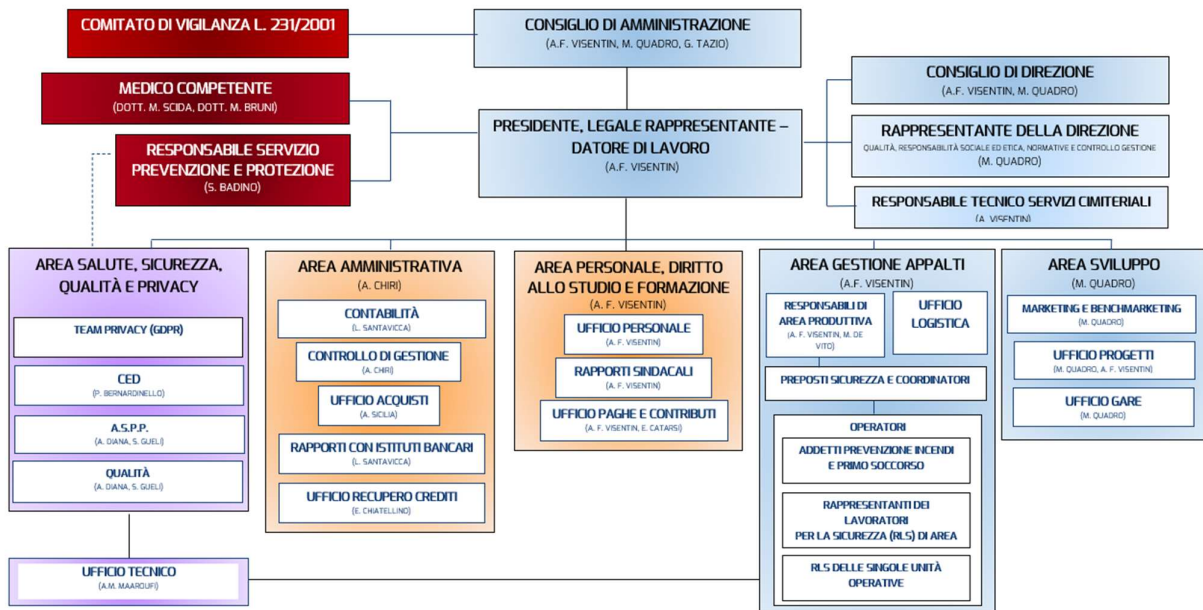 COMITATO DI VIGILANZA L. 231/2001
CONSIGLIO DI AMMINISTRAZIONE
(A.F. VISENTIN, M. QUADRO, G. TAZIO)
MEDICO COMPETENTE
(DOTT. M. SCIDA, DOTT. M. BRUNI)
RESPONSABILE SERVIZIO
PREVENZIONE E PROTEZIONE
(S. BADINO)
PRESIDENTE, LEGALE RAPPRESENTANTE –
DATORE DI LAVORO
(A.F. VISENTIN)
CONSIGLIO DI DIREZIONE
(A.F. VISENTIN, M. QUADRO)
RAPPRESENTANTE DELLA DIREZIONE
QUALITÀ, RESPONSABILITÀ SOCIALE ED ETICA, NORMATIVE E CONTROLLO GESTIONE
(M. QUADRO)
RESPONSABILE TECNICO SERVIZI CIMITERIALI
(A. VISENTIN)
AREA SALUTE, SICUREZZA,
QUALITÀ E PRIVACY
TEAM PRIVACY (GDPR)
CED
(P. BERNARDINELLO)
A.S.P.P.
(A. DIANA, S. GUELI)
QUALITÀ
(A. DIANA, S. GUELI)
UFFICIO TECNICO
(A.M. MAAROUFI)
AREA AMMINISTRATIVA
(A. CHIRI)
CONTABILITÀ
(L. SANTAVICCA)
CONTROLLO DI GESTIONE
(A. CHIRI)
UFFICIO ACQUISTI
(A. SICILIA)
RAPPORTI CON ISTITUTI BANCARI
(L. SANTAVICCA)
UFFICIO RECUPERO CREDITI
(E. CHIATELLINO)
AREA PERSONALE, DIRITTO
ALLO STUDIO E FORMAZIONE
(A. F. VISENTIN)
UFFICIO PERSONALE
(A. F. VISENTIN)
RAPPORTI SINDACALI
(A. F. VISENTIN)
UFFICIO PAGHE E CONTRIBUTI
(A. F. VISENTIN, E. CATARSI)
AREA GESTIONE APPALTI
(A.F. VISENTIN)
RESPONSABILI DI
AREA PRODUTTIVA
(A. F. VISENTIN, M. DE
VITO)
UFFICIO
LOGISTICA
PREPOSTI SICUREZZA E COORDINATORI
OPERATORI
ADDETTI PREVENZIONE INCENDI
E PRIMO SOCCORSO
RAPPRESENTANTI DEI
LAVORATORI
PER LA SICUREZZA (RLS) DI AREA
RLS DELLE SINGOLE UNITÀ
OPERATIVE
AREA SVILUPPO
(M. QUADRO)
MARKETING E BENCHMARKETING
(M. QUADRO)
UFFICIO PROGETTI
(M. QUADRO, A. F. VISENTIN)
UFFICIO GARE
(M. QUADRO)